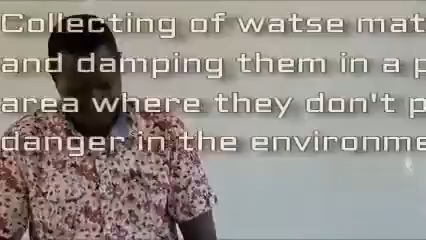 Collecting of watse mat
and damping them in a p
area where they don't p
danger in the environme